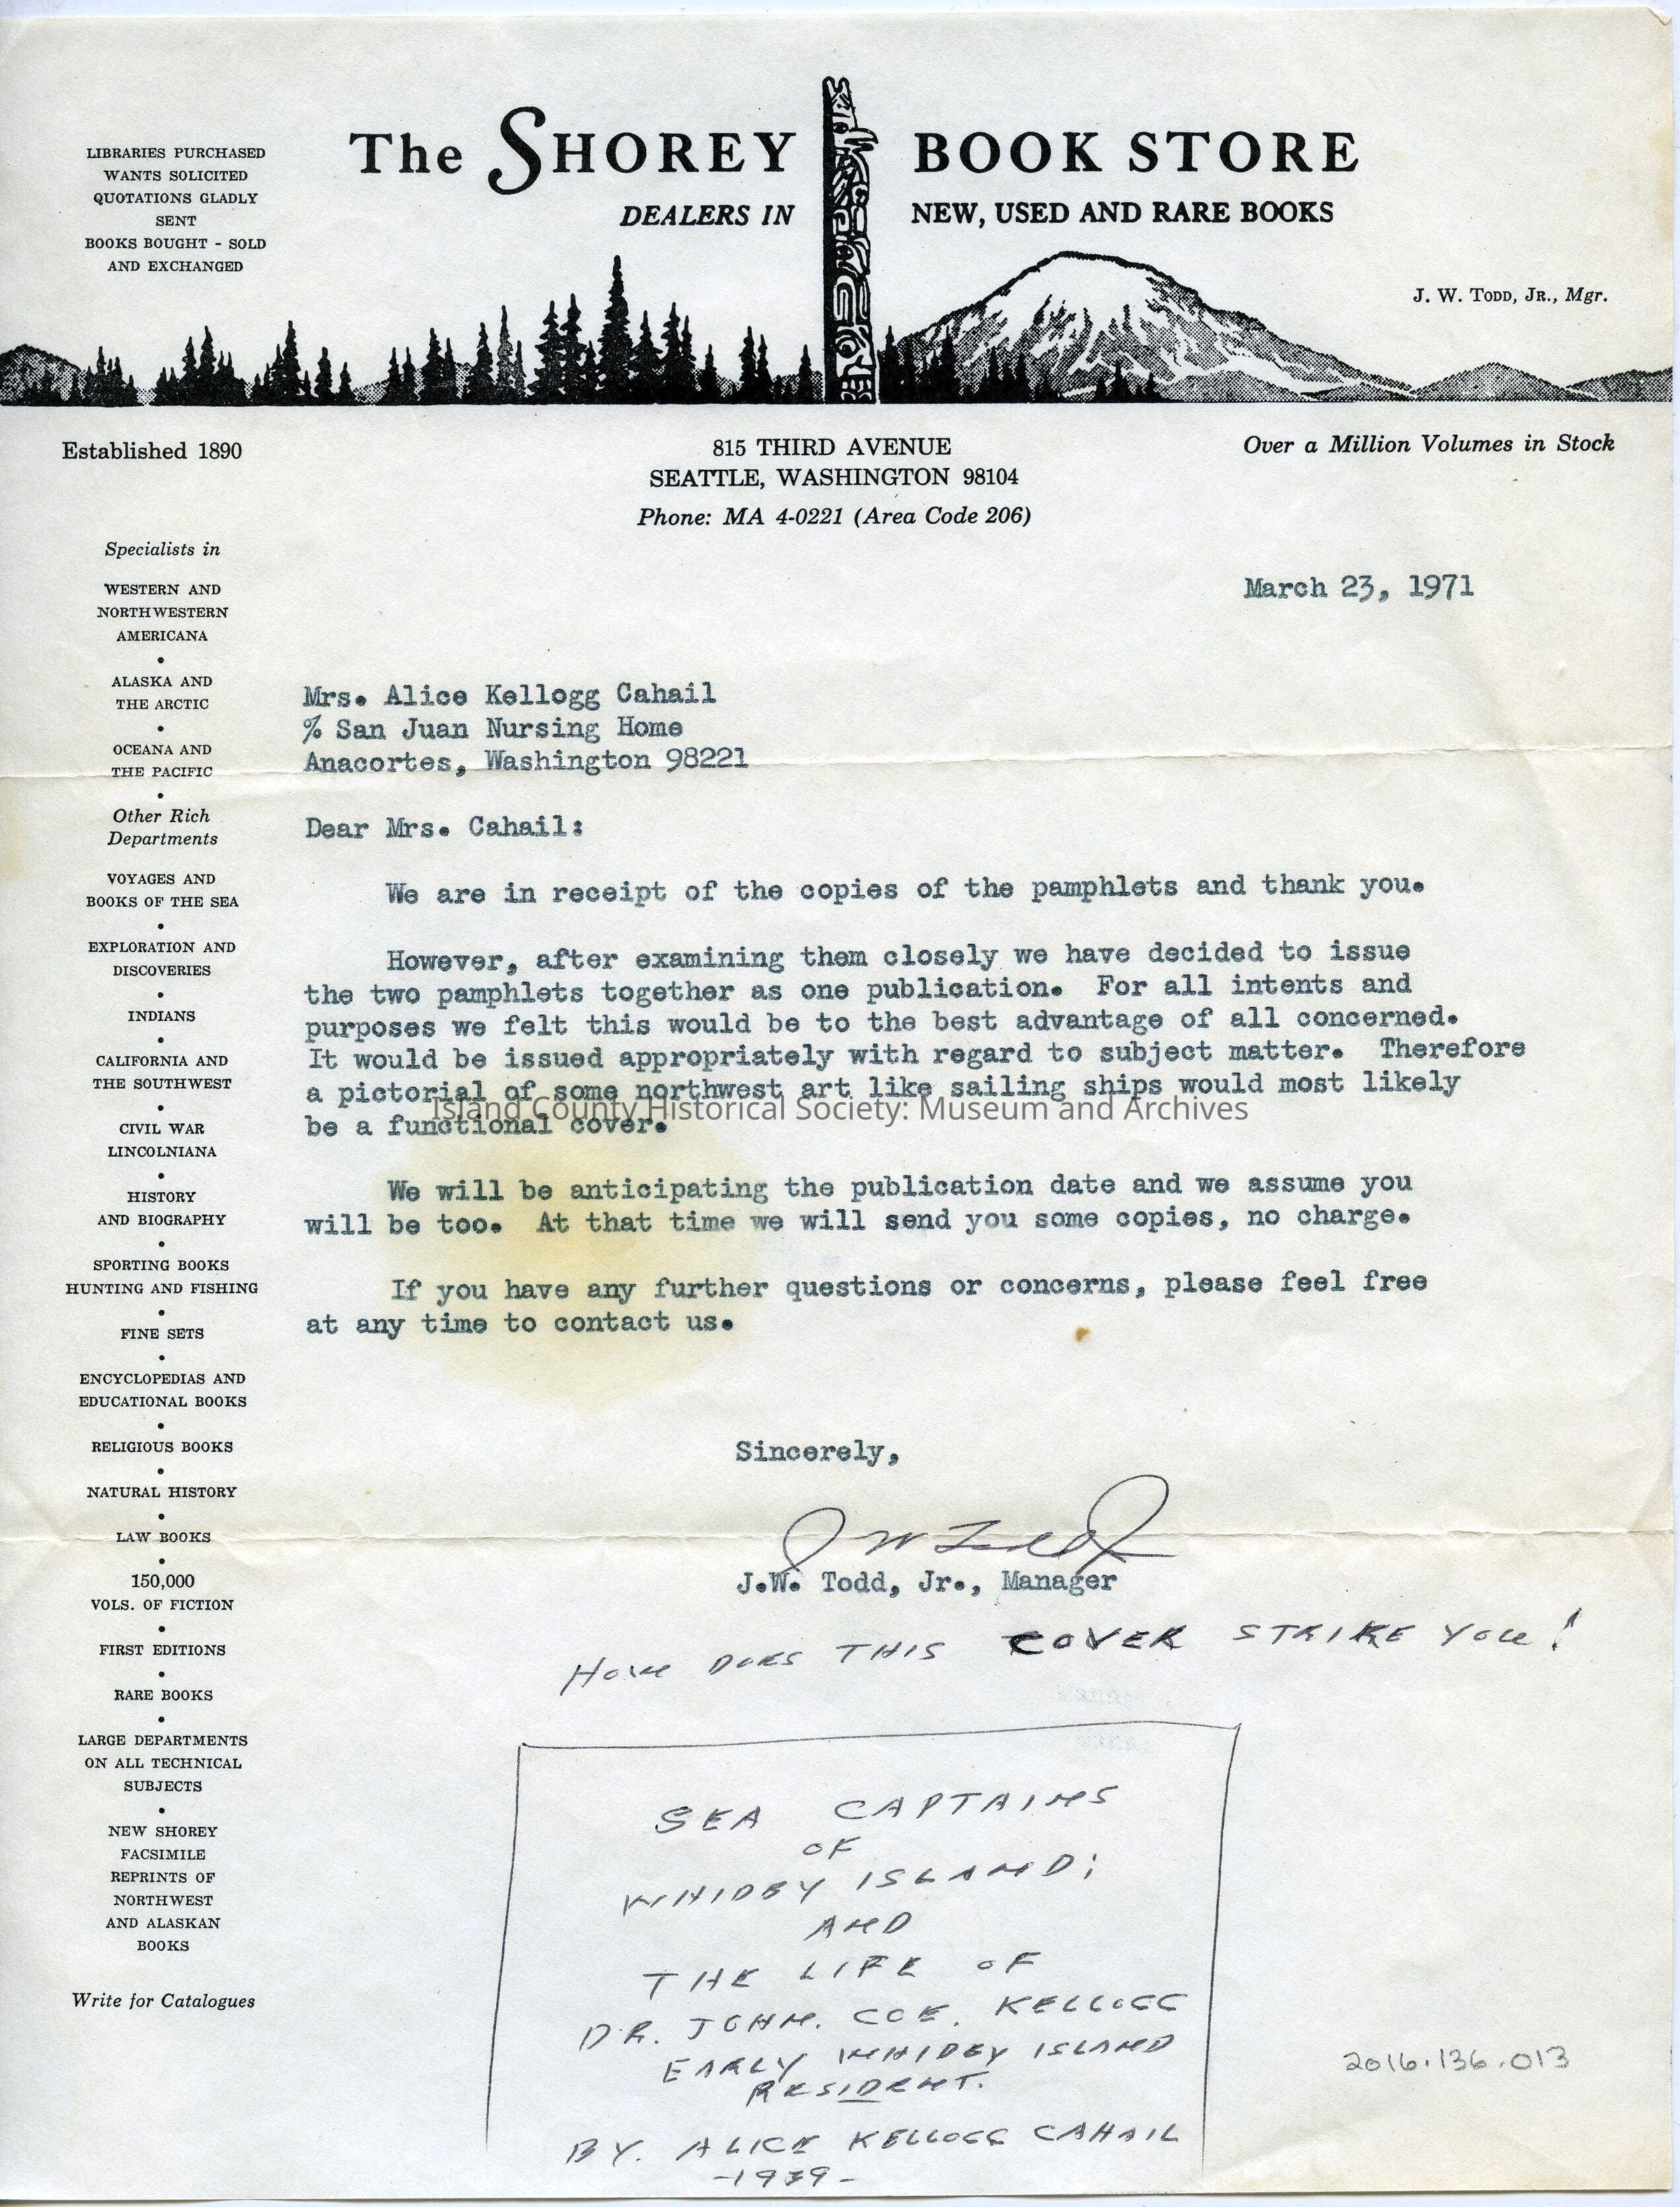 LIBRARIES PURCHASED
WANTS SOLICITED
QUOTATIONS GLADLY
SENT
BOOKS BOUGHT - SOLD
AND EXCHANGED
The SHOREY BOOK STORE
DEALERS IN NEW, USED AND RARE BOOKS
J. W. TODD, JR., Mgr.
Established 1890
815 THIRD AVENUE
SEATTLE, WASHINGTON 98104
Phone: MA 4-0221 (Area Code 206)
Over a Million Volumes in Stock
Specialists in
WESTERN AND
NORTHWESTERN
AMERICANA
•
ALASKA AND
THE ARCTIC
•
OCEANA AND
THE PACIFIC
•
Other Rich
Departments
VOYAGES AND
BOOKS OF THE SEA
•
EXPLORATION AND
DISCOVERIES
•
INDIANS
•
CALIFORNIA AND
THE SOUTHWEST
•
CIVIL WAR
LINCOLNIANA
•
HISTORY
AND BIOGRAPHY
•
SPORTING BOOKS
HUNTING AND FISHING
•
FINE SETS
•
ENCYCLOPEDIAS AND
EDUCATIONAL BOOKS
•
RELIGIOUS BOOKS
•
NATURAL HISTORY
•
LAW BOOKS
•
150,000
VOLS. OF FICTION
•
FIRST EDITIONS
•
RARE BOOKS
•
LARGE DEPARTMENTS
ON ALL TECHNICAL
SUBJECTS
•
NEW SHOREY
FACSIMILE
REPRINTS OF
NORTHWEST
AND ALASKAN
BOOKS
Write for Catalogues
March 23, 1971
Mrs. Alice Kellogg Cahail
% San Juan Nursing Home
Anacortes, Washington 98221
Dear Mrs. Cahail:
We are in receipt of the copies of the pamphlets and thank you.
However, after examining them closely we have decided to issue
the two pamphlets together as one publication. For all intents and
purposes we felt this would be to the best advantage of all concerned.
It would be issued appropriately with regard to subject matter. Therefore
a pictorial of some northwest art like sailing ships would most likely
Island County Historical Society: Museum and Archives
be a functional cover.
We will be anticipating the publication date and we assume you
will be too. At that time we will send you some copies, no charge.
If you have any further questions or concerns, please feel free
at any time to contact us.
Sincerely,
J W Todd Jr
J.W. Todd, Jr., Manager
HOW DOES THIS COVER STRIKE YOU!
SEA CAPTAINS
OF
WHIDBY ISLAND;
AND
THE LIFE OF
DR. JOHN. COE. KELLOGG
EARLY WHIDBY ISLAND
RESIDENT.
BY. ALICE KELLOGG CAHAIL
-1939-
2016.136.013